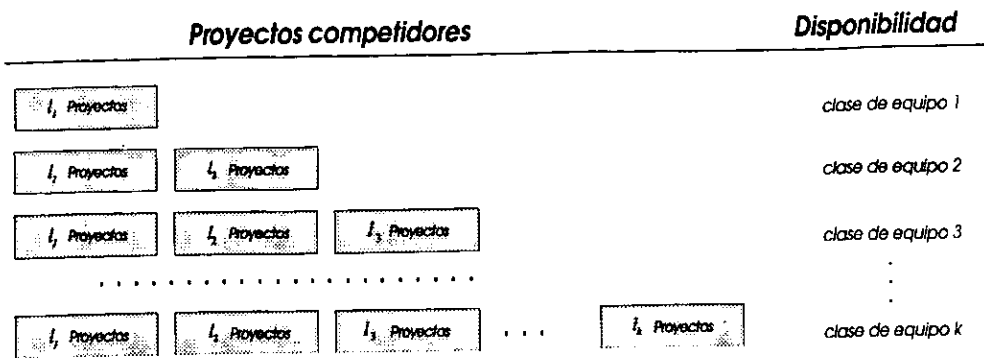 Proyectos competidores Disponibilidad
l₁ Proyectos clase de equipo 1
l₁ Proyectos l₂ Proyectos clase de equipo 2
l₁ Proyectos l₂ Proyectos l₃ Proyectos clase de equipo 3
l₁ Proyectos l₂ Proyectos l₃ Proyectos . . . lₖ Proyectos clase de equipo k